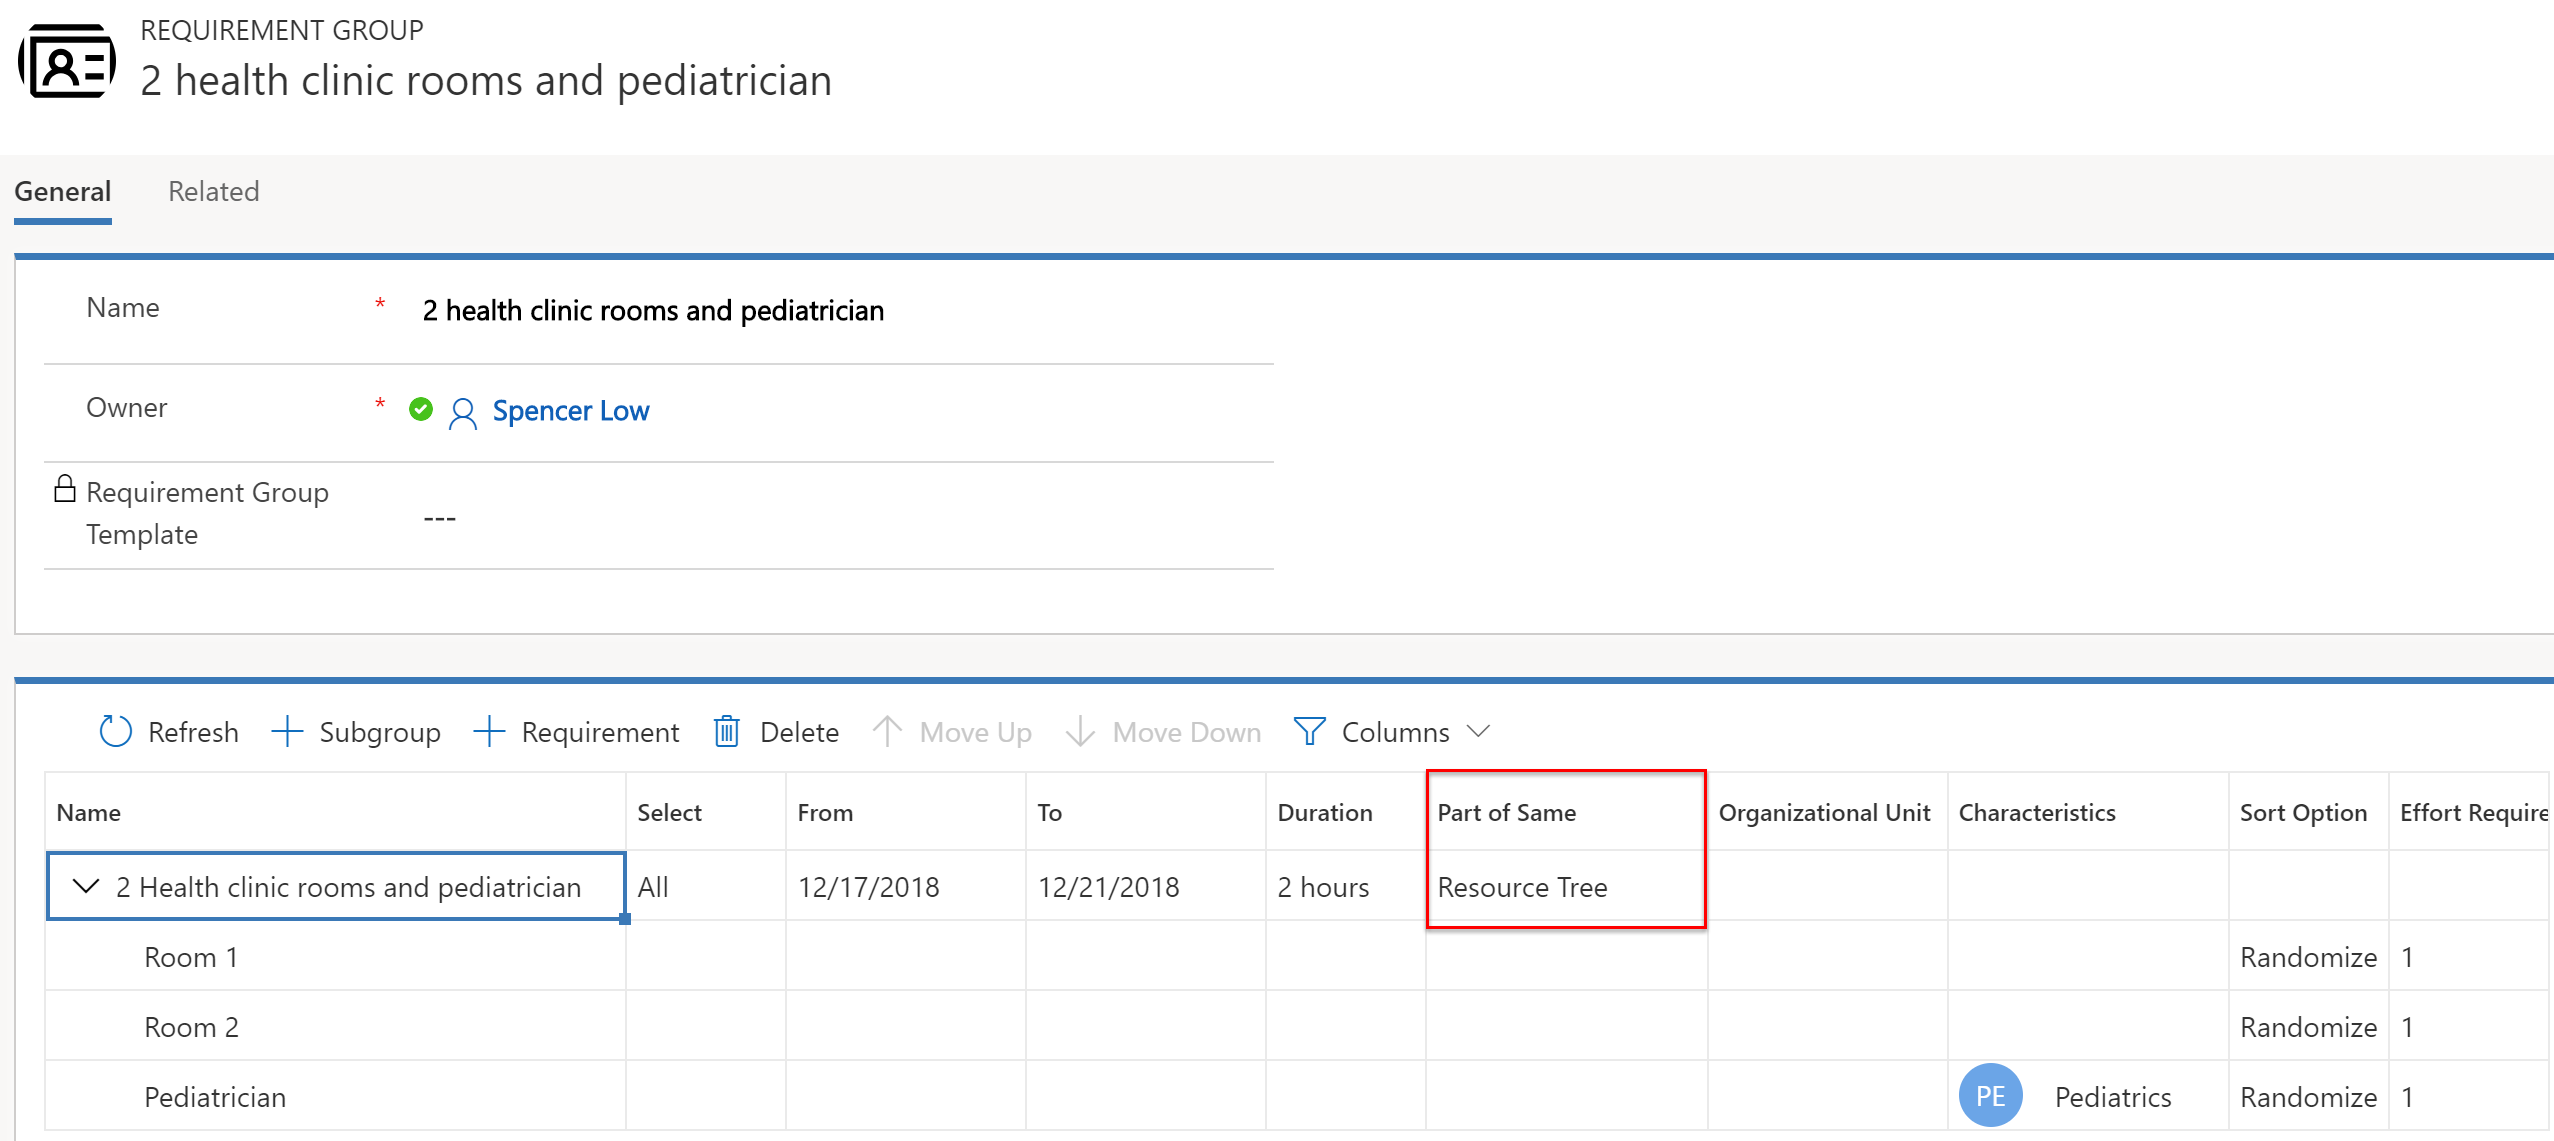 REQUIREMENT GROUP
2 health clinic rooms and pediatrician
General Related
Name * 2 health clinic rooms and pediatrician
Owner * Spencer Low
Requirement Group
Template
---
Refresh Subgroup Requirement Delete Move Up Move Down Columns
Name Select From To Duration Part of Same Organizational Unit Characteristics Sort Option Effort Require
2 Health clinic rooms and pediatrician All 12/17/2018 12/21/2018 2 hours Resource Tree
Room 1 Randomize 1
Room 2 Randomize 1
Pediatrician PE Pediatrics Randomize 1